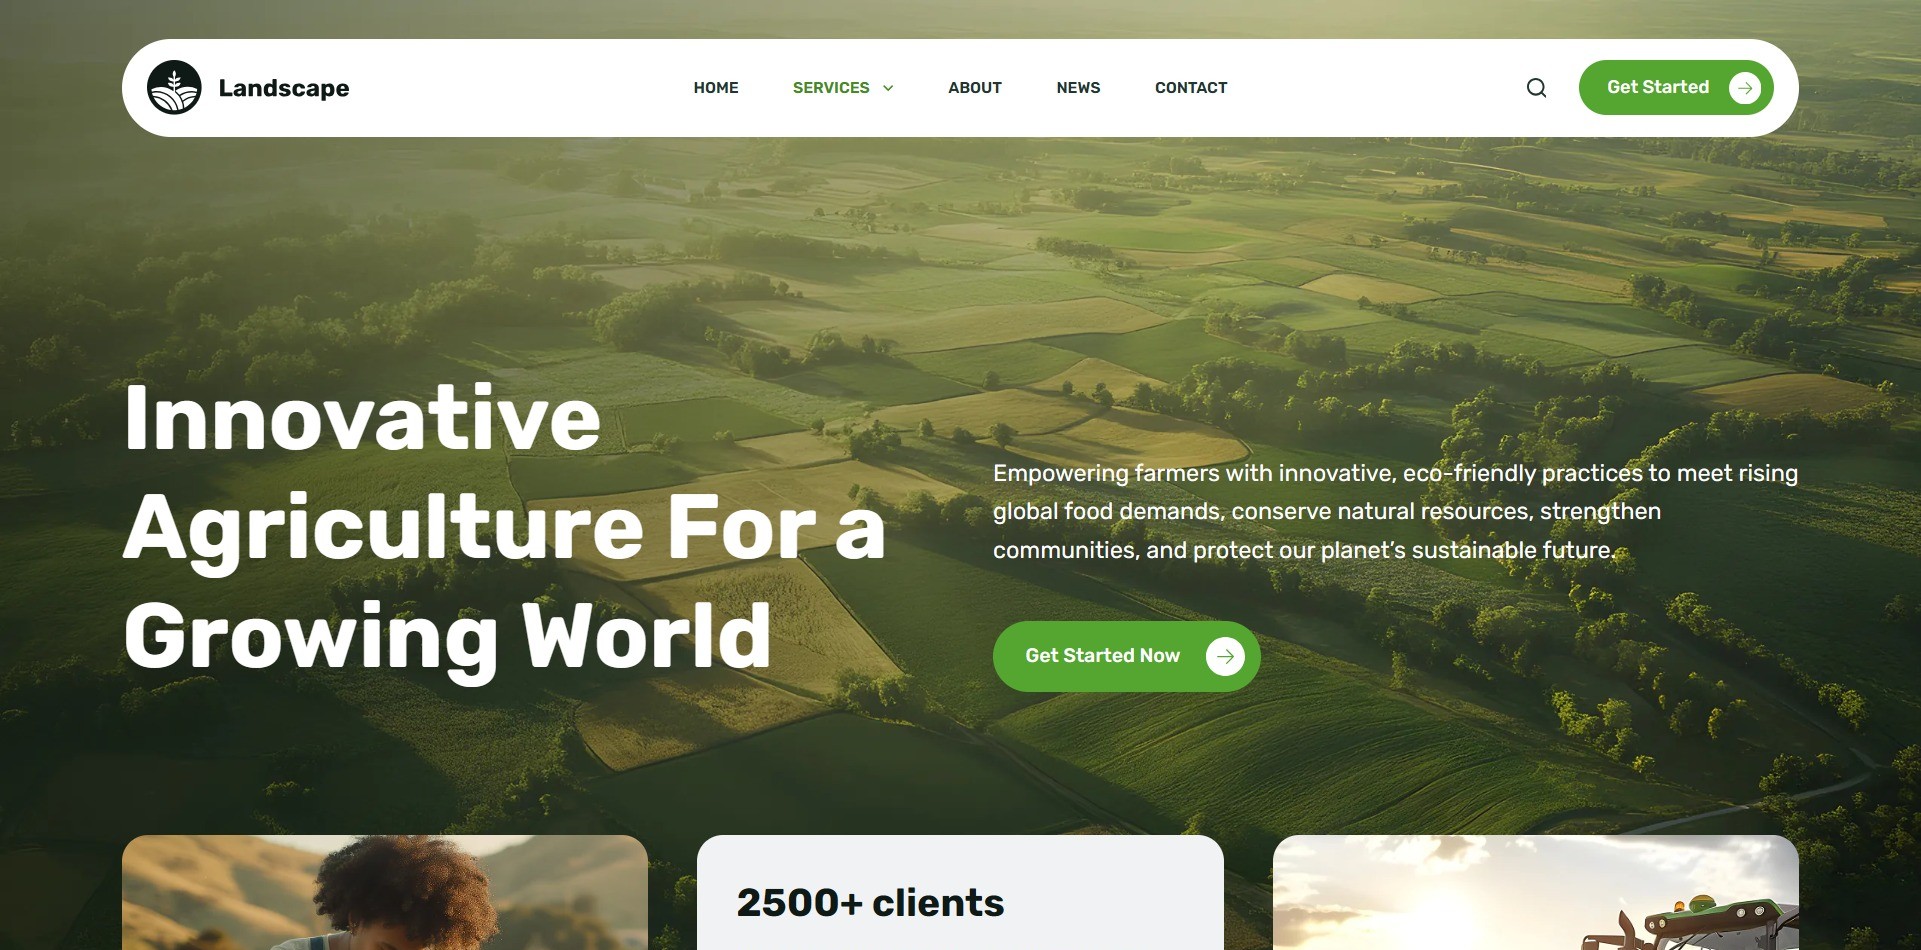 Landscape
HOME
SERVICES
ABOUT
NEWS
CONTACT
Get Started
Innovative
Agriculture For a
Growing World
Empowering farmers with innovative, eco-friendly practices to meet rising
global food demands, conserve natural resources, strengthen
communities, and protect our planet’s sustainable future.
Get Started Now
2500+ clients